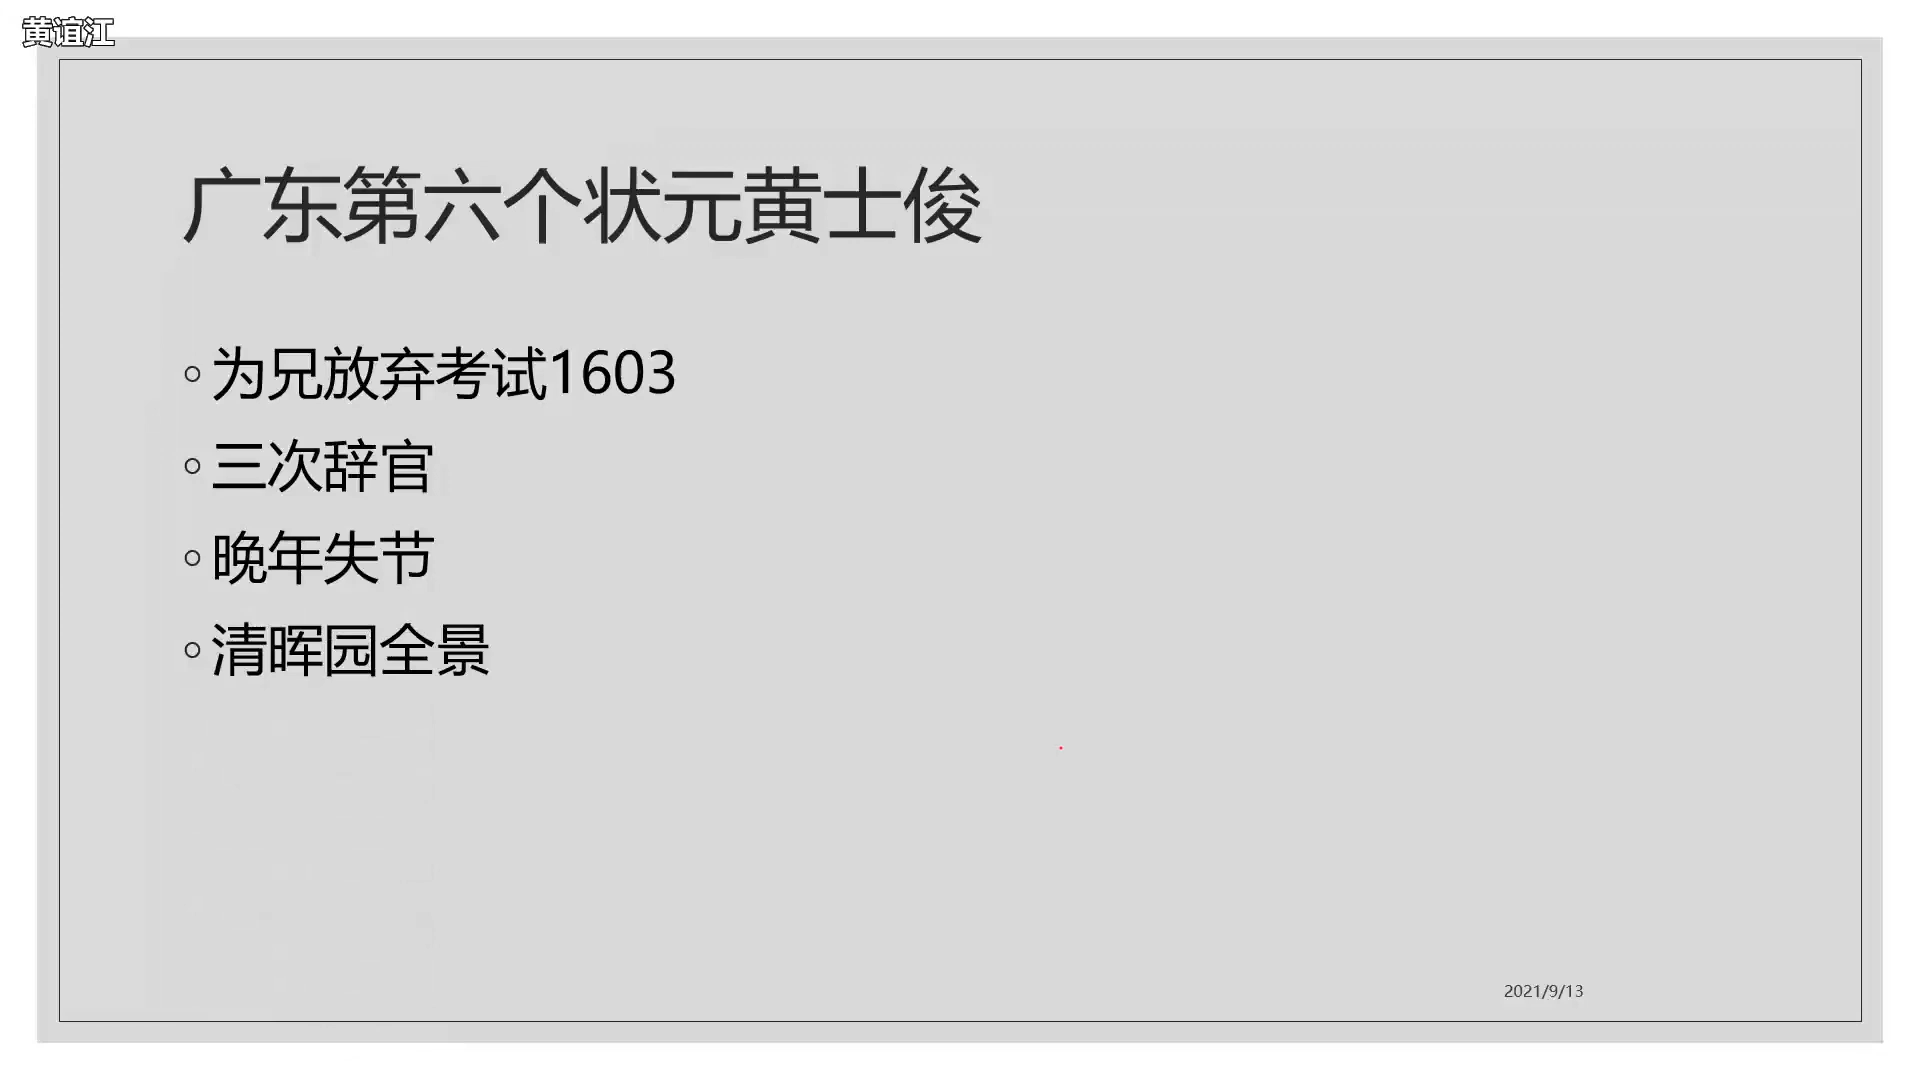 黄谊江
广东第六个状元黄士俊
◦为兄放弃考试1603
◦三次辞官
◦晚年失节
◦清晖园全景
2021/9/13